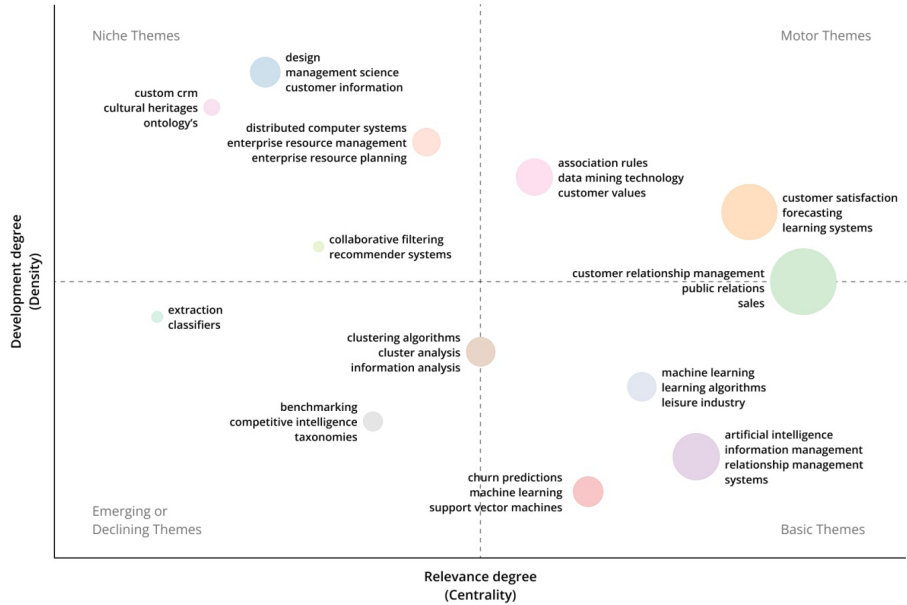 Niche Themes
Motor Themes
design
management science
customer information
custom crm
cultural heritages
ontology's
distributed computer systems
enterprise resource management
enterprise resource planning
association rules
data mining technology
customer values
customer satisfaction
forecasting
learning systems
collaborative filtering
recommender systems
customer relationship management
public relations
sales
Development degree
(Density)
extraction
classifiers
clustering algorithms
cluster analysis
information analysis
machine learning
learning algorithms
leisure industry
benchmarking
competitive intelligence
taxonomies
artificial intelligence
information management
relationship management
systems
churn predictions
machine learning
support vector machines
Emerging or
Declining Themes
Basic Themes
Relevance degree
(Centrality)